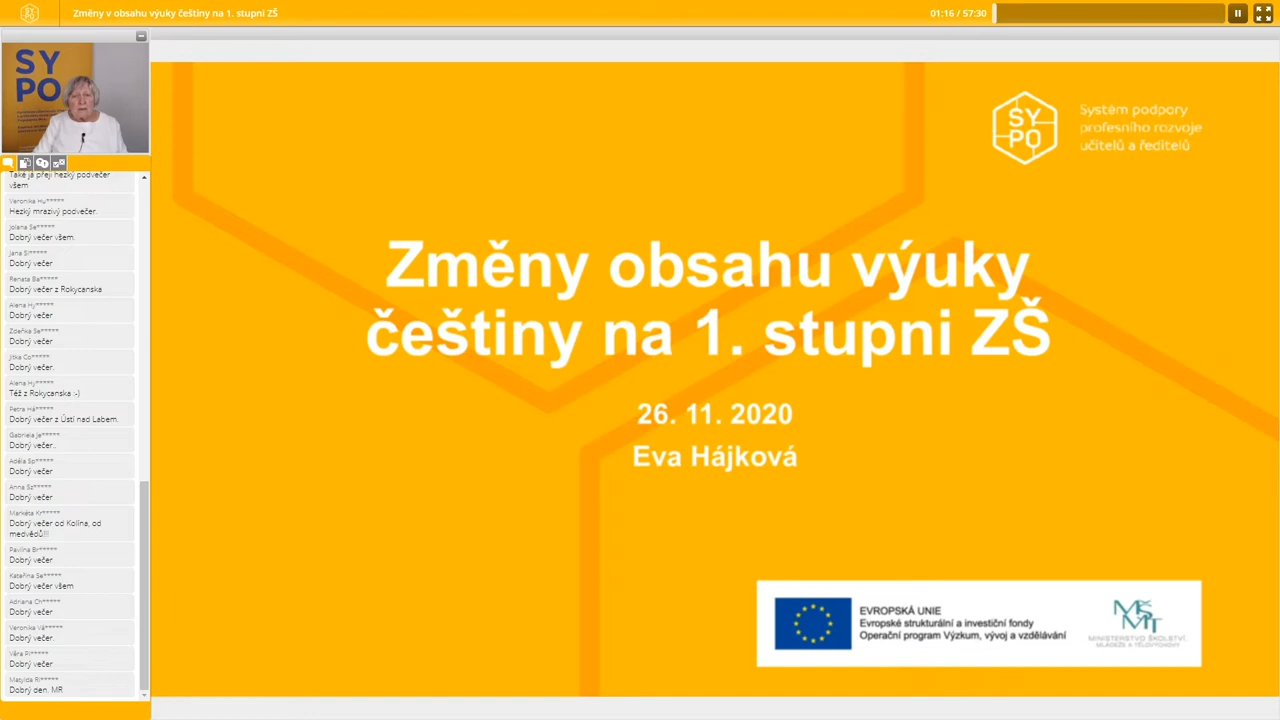 Změny v obsahu výuky češtiny na 1. stupni ZŠ
01:16 / 57:30
SY
PO
Také já přeji hezký podvečer
všem
Veronika Hu*****
Hezký mrazivý podvečer.
Jolana Se*****
Dobrý večer všem.
Jana Sl*****
Dobrý večer
Renata Ba*****
Dobrý večer z Rokycanska
Alena Hy*****
Dobrý večer
Zdeňka Se*****
Dobrý večer
Jitka Co*****
Dobrý večer.
Alena Hy*****
Též z Rokycanska :-)
Petra Há*****
Dobrý večer z Ústí nad Labem.
Gabriela Je*****
Dobrý večer..
Adéla Sp*****
Dobrý večer
Anna Sz*****
Dobrý večer
Markéta Kr*****
Dobrý večer od Kolína, od
medvědů!!!
Pavlína Br*****
Dobrý večer
Kateřina Se*****
Dobrý večer všem
Adriana Ch*****
Dobrý večer
Veronika Vá*****
Dobrý večer.
Věra Pí*****
Dobrý večer
Matylda Ri*****
Dobrý den. MR
SY
PO
Systém podpory
profesního rozvoje
učitelů a ředitelů
Změny obsahu výuky
češtiny na 1. stupni ZŠ
26. 11. 2020
Eva Hájková
EVROPSKÁ UNIE
Evropské strukturální a investiční fondy
Operační program Výzkum, vývoj a vzdělávání
MŠMT
MINISTERSTVO ŠKOLSTVÍ,
MLÁDEŽE A TĚLOVÝCHOVY